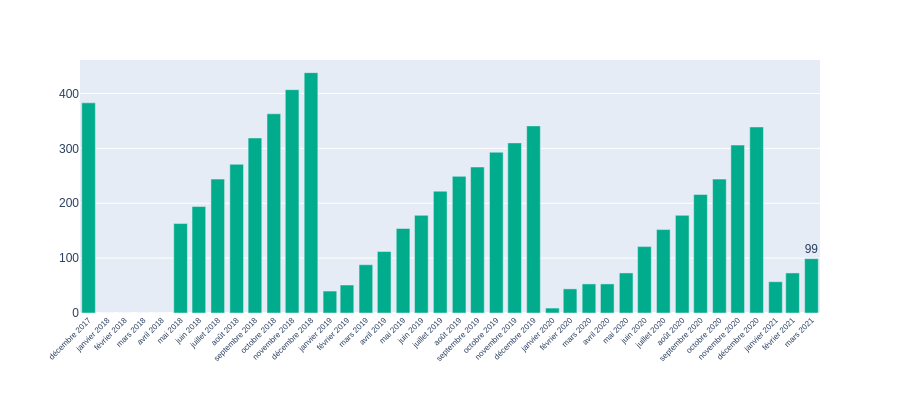 400
300
200
100
0
99
décembre 2017
janvier 2018
février 2018
mars 2018
avril 2018
mai 2018
juin 2018
juillet 2018
août 2018
septembre 2018
octobre 2018
novembre 2018
décembre 2018
janvier 2019
février 2019
mars 2019
avril 2019
mai 2019
juin 2019
juillet 2019
août 2019
septembre 2019
octobre 2019
novembre 2019
décembre 2019
janvier 2020
février 2020
mars 2020
avril 2020
mai 2020
juin 2020
juillet 2020
août 2020
septembre 2020
octobre 2020
novembre 2020
décembre 2020
janvier 2021
février 2021
mars 2021